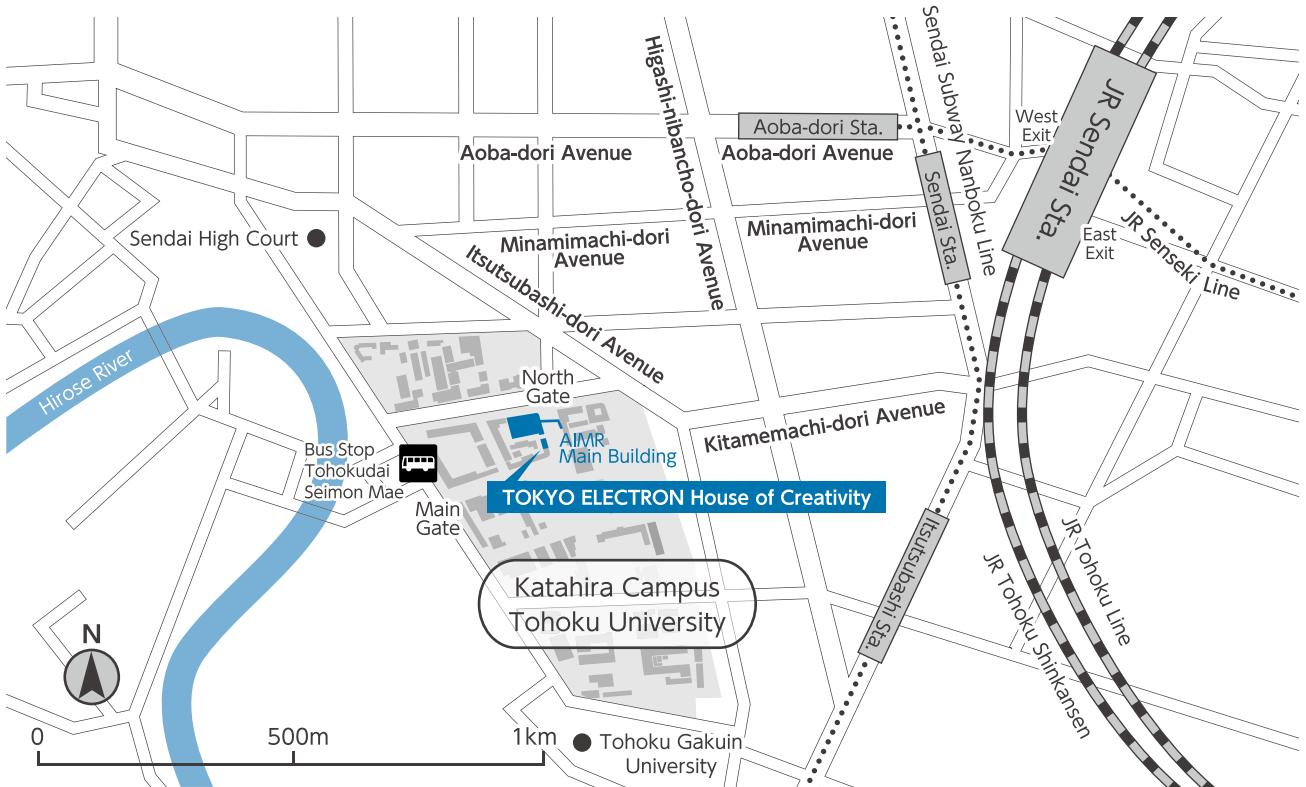 Sendai Subway Nanboku Line
Higashi-nibancho-dori Avenue
JR Sendai Sta.
West
Exit
Aoba-dori Sta.
Aoba-dori Avenue
Aoba-dori Avenue
Sendai Sta.
Sendai High Court
Minamimachi-dori
Avenue
Minamimachi-dori
Avenue
East
Exit
JR Senseki Line
Itsutsubashi-dori Avenue
Hirose River
North
Gate
Kitamemachi-dori Avenue
AIMR
Main Building
Bus Stop
Tohokudai
Seimon Mae
Main
Gate
TOKYO ELECTRON House of Creativity
Itsutsubashi Sta.
JR Tohoku Line
JR Tohoku Shinkansen
Katahira Campus
Tohoku University
N
0
500m
1km
Tohoku Gakuin
University